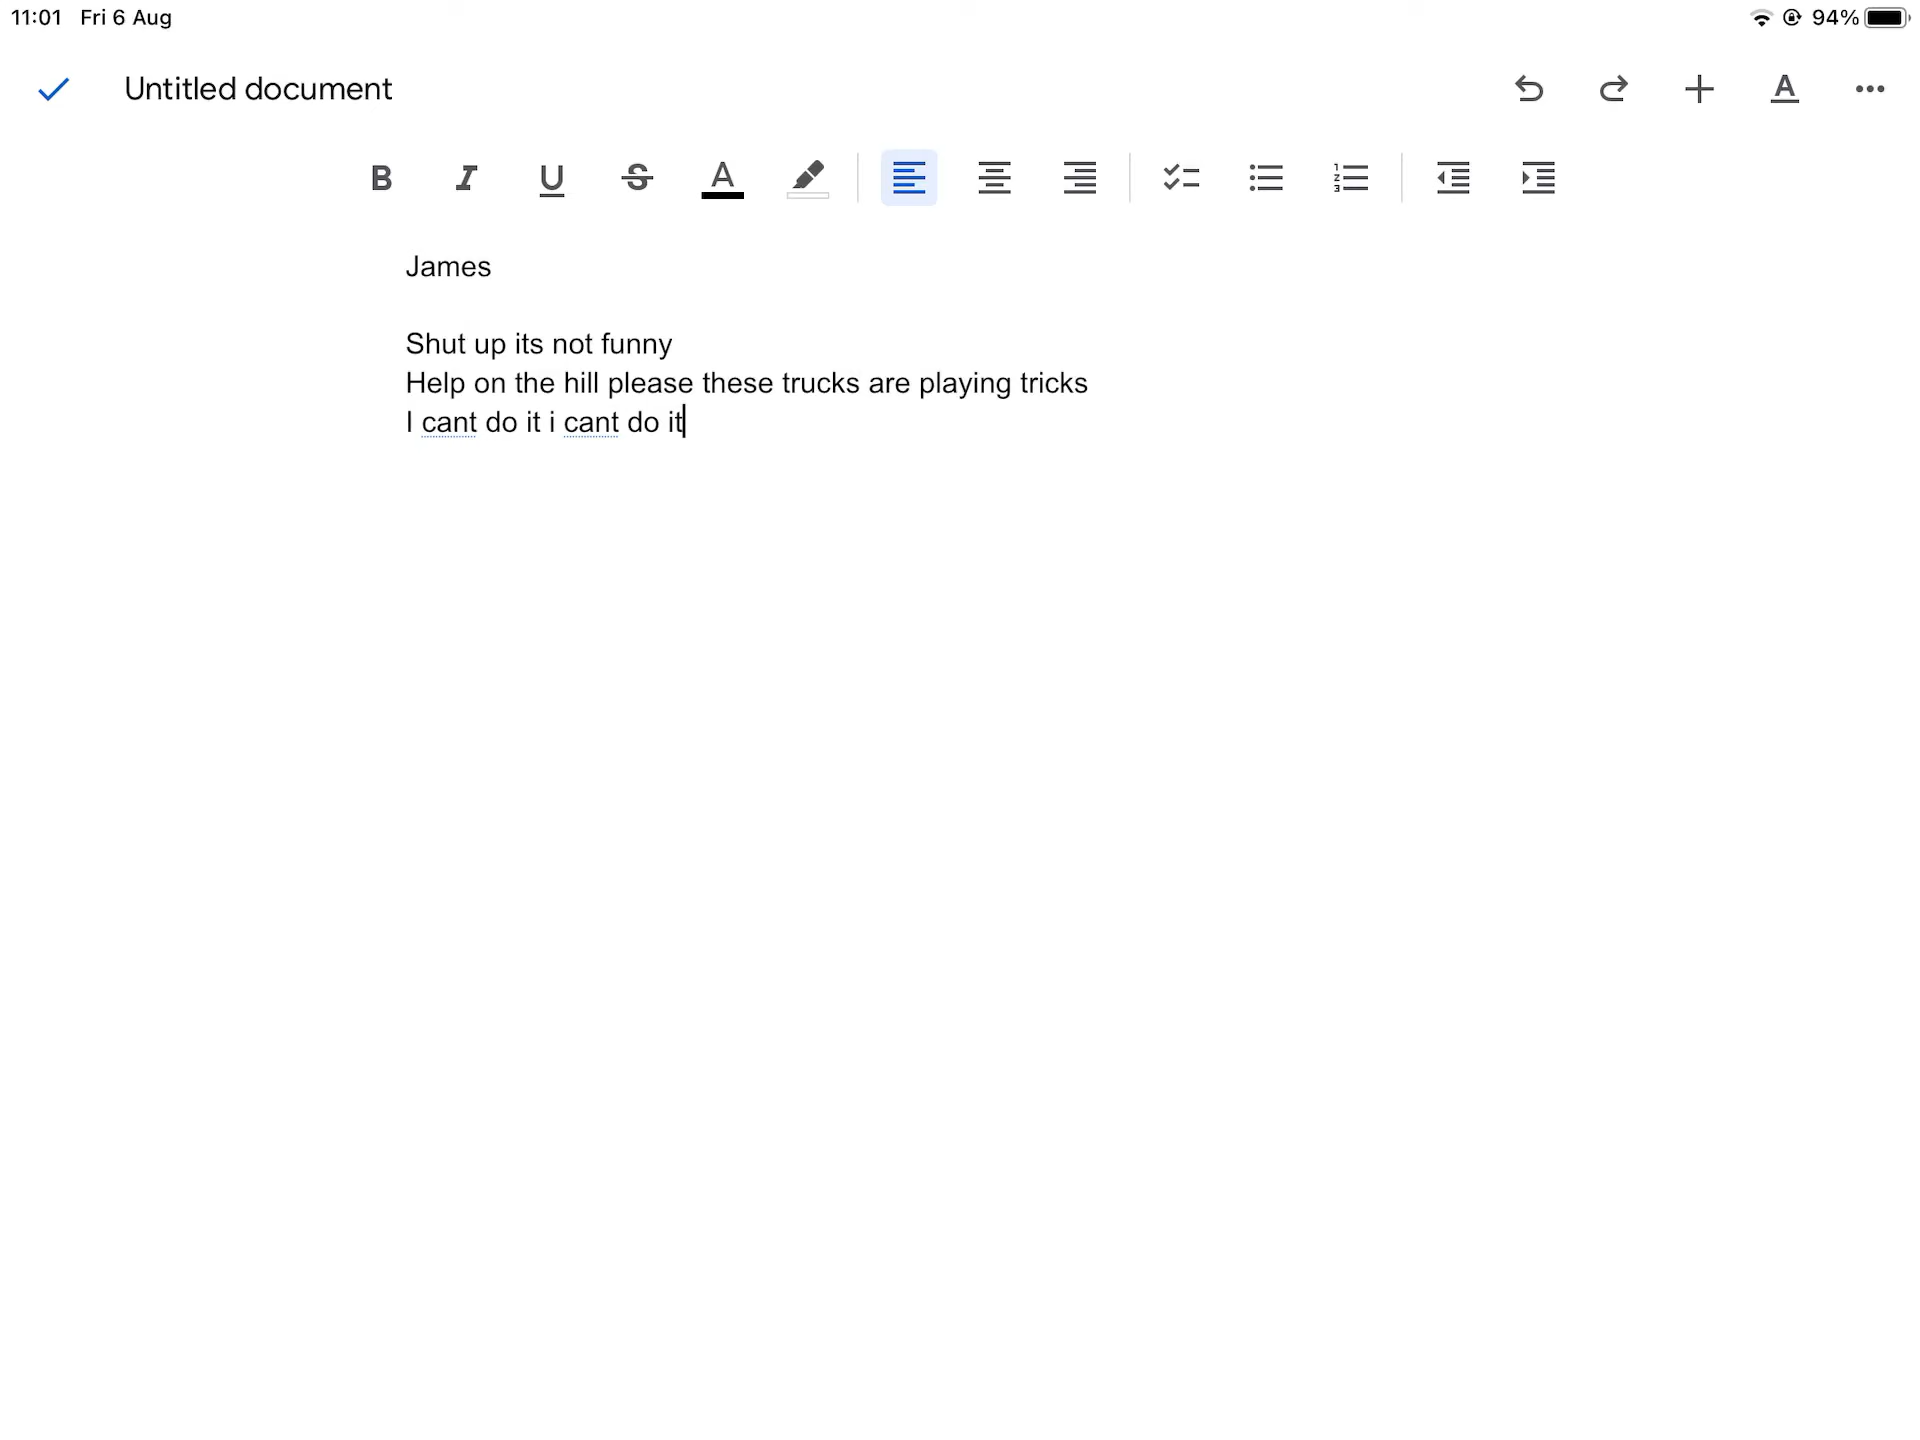 11:01 Fri 6 Aug 94%
Untitled document
B I U S A A
James
Shut up its not funny
Help on the hill please these trucks are playing tricks
I cant do it i cant do it